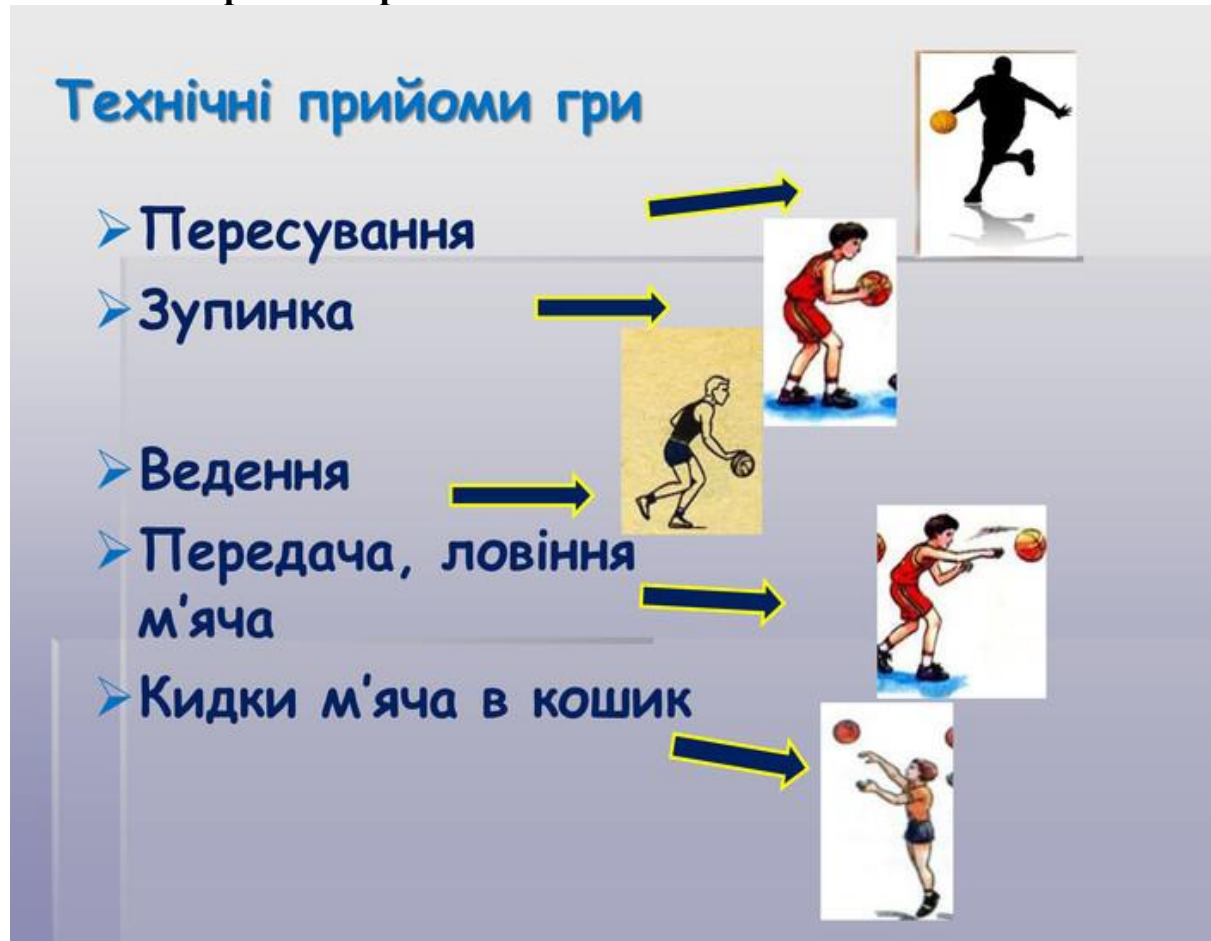 Технічні прийоми гри
Пересування
Зупинка
Ведення
Передача, ловіння
м'яча
Кидки м'яча в кошик